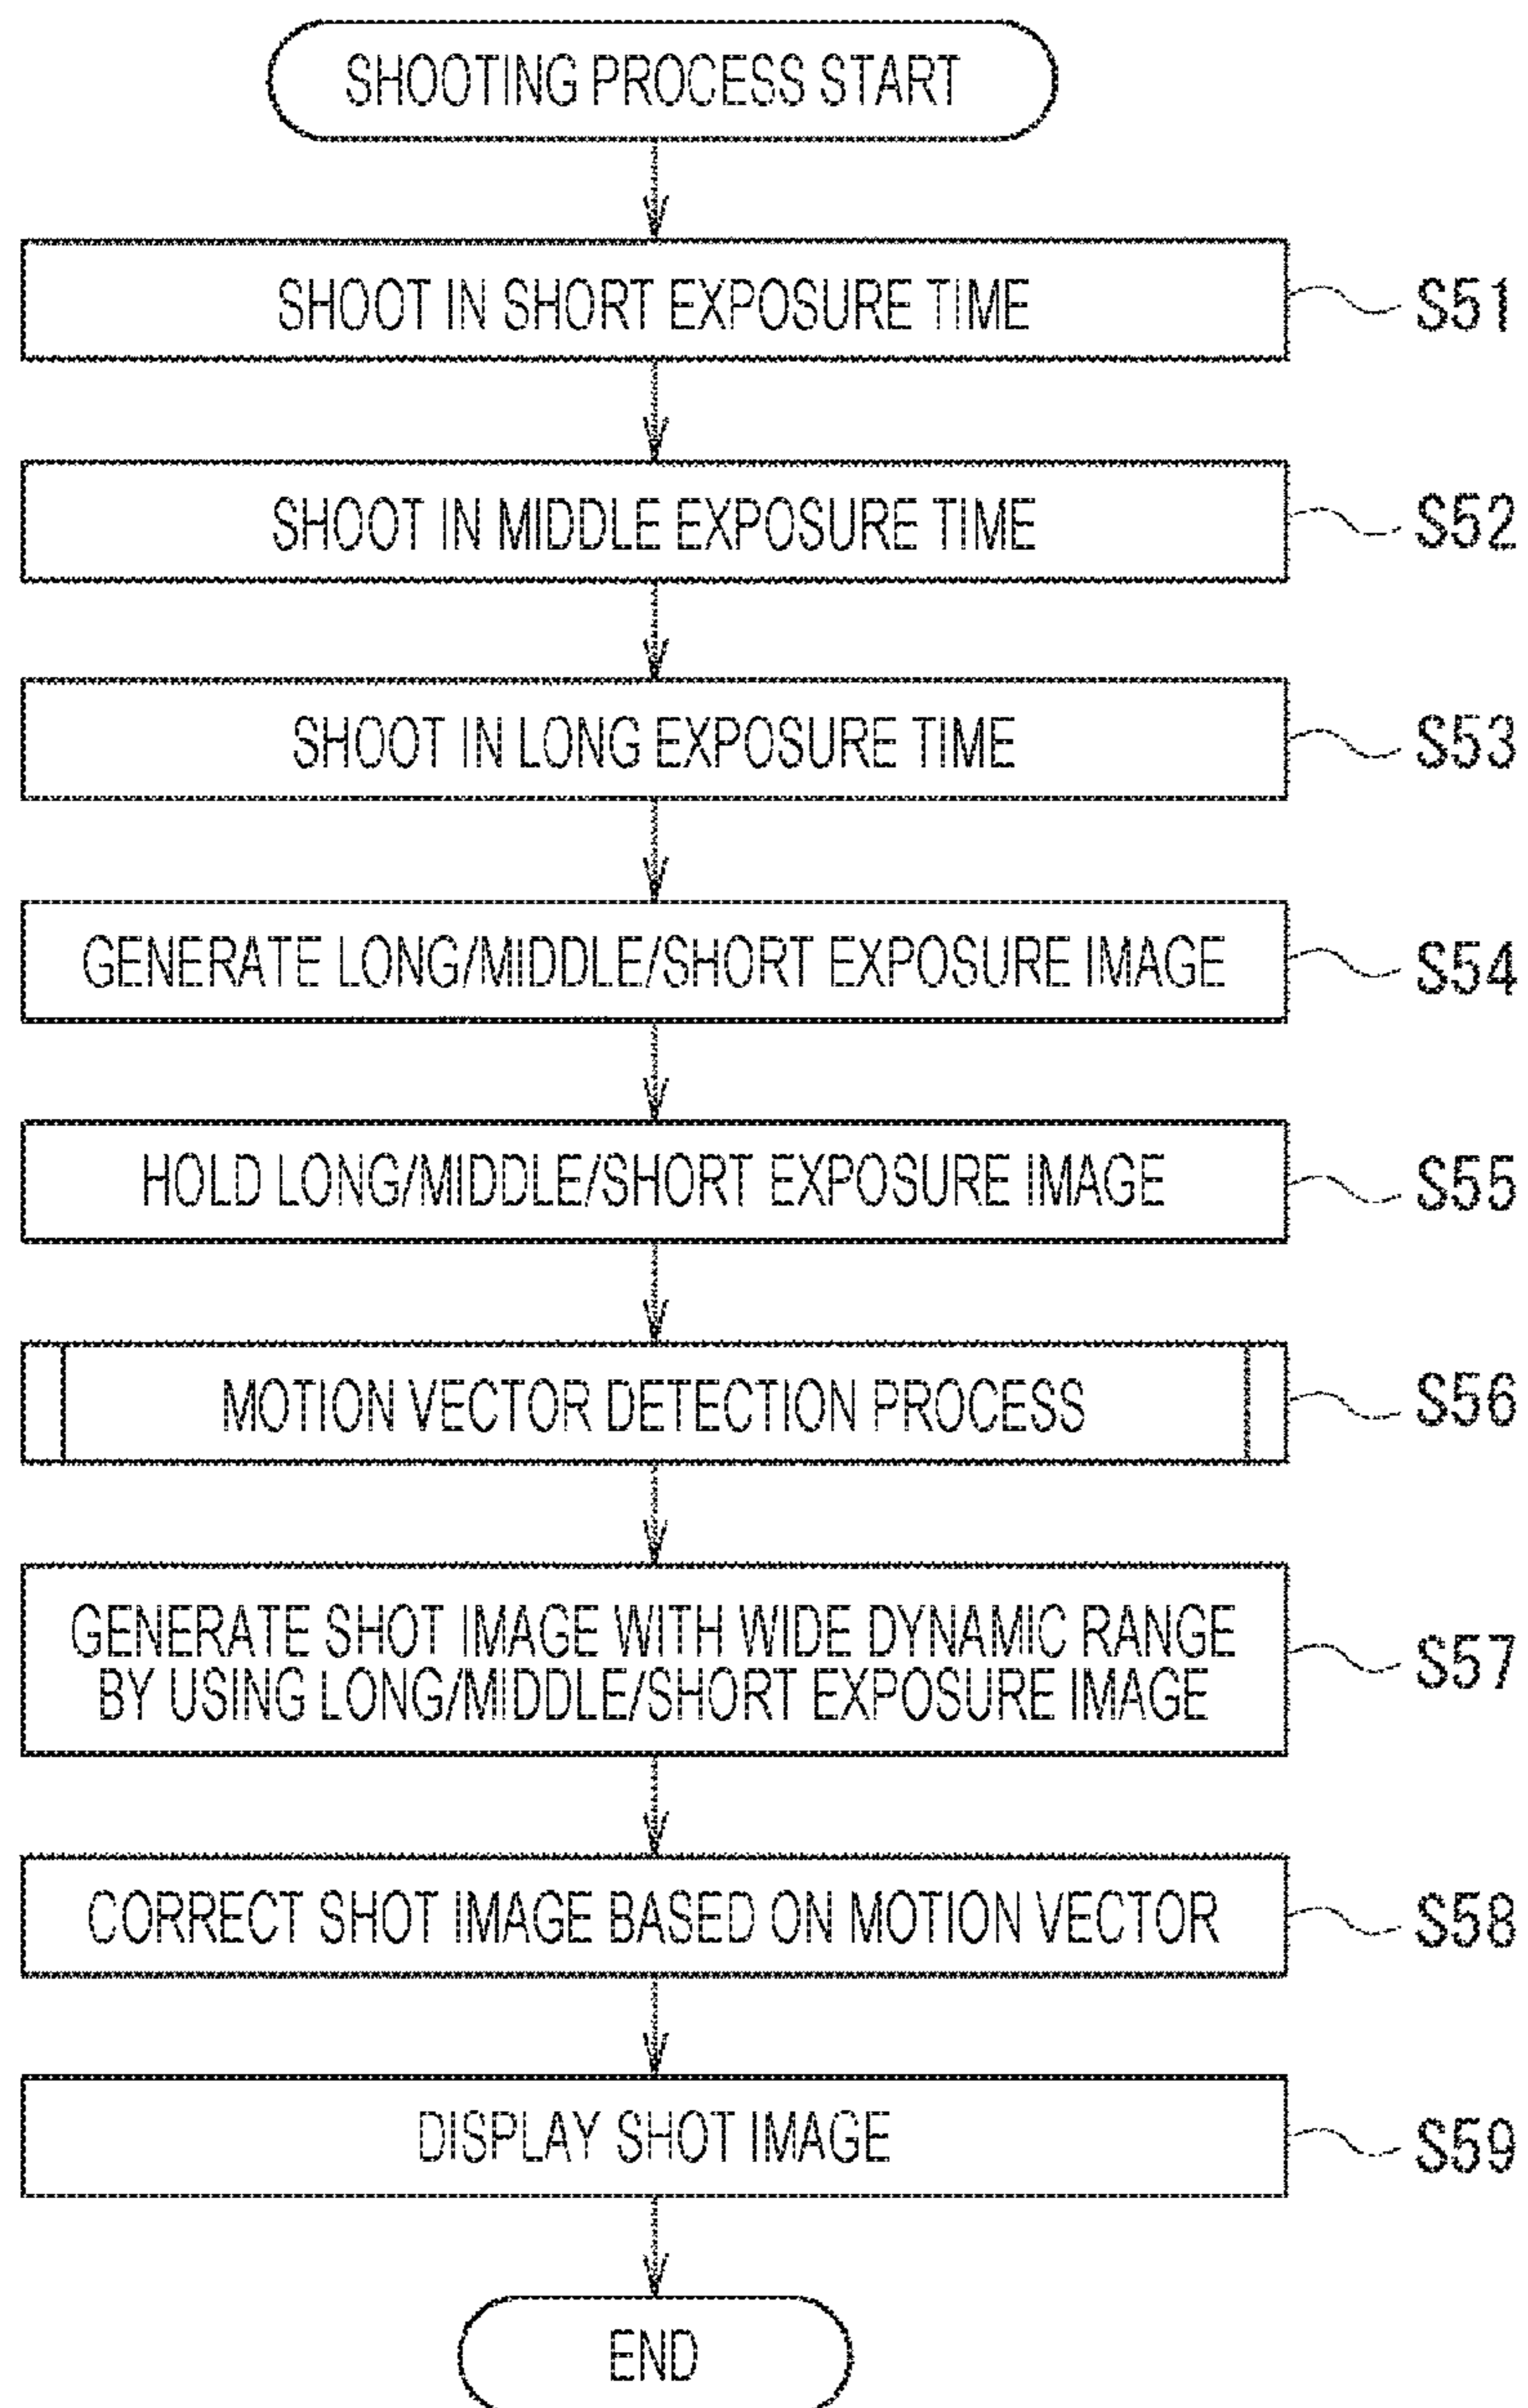 SHOOTING PROCESS START
SHOOT IN SHORT EXPOSURE TIME
S51
SHOOT IN MIDDLE EXPOSURE TIME
S52
SHOOT IN LONG EXPOSURE TIME
S53
GENERATE LONG/MIDDLE/SHORT EXPOSURE IMAGE
S54
HOLD LONG/MIDDLE/SHORT EXPOSURE IMAGE
S55
MOTION VECTOR DETECTION PROCESS
S56
GENERATE SHOT IMAGE WITH WIDE DYNAMIC RANGE
BY USING LONG/MIDDLE/SHORT EXPOSURE IMAGE
S57
CORRECT SHOT IMAGE BASED ON MOTION VECTOR
S58
DISPLAY SHOT IMAGE
S59
END